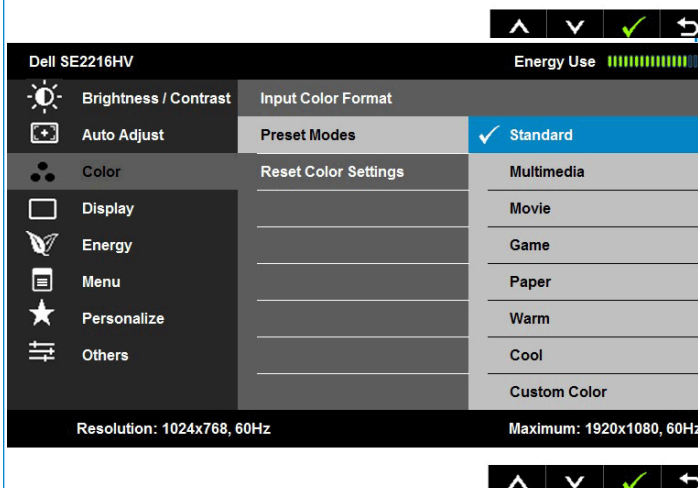 Dell SE2216HV Energy Use
Brightness / Contrast Input Color Format
Auto Adjust Preset Modes Standard
Color Reset Color Settings Multimedia
Display Movie
Energy Game
Menu Paper
Personalize Warm
Others Cool
Custom Color
Resolution: 1024x768, 60Hz Maximum: 1920x1080, 60Hz